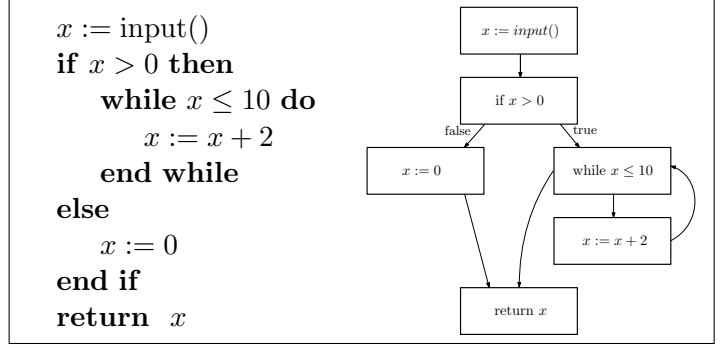 x := input()
if x > 0 then
while x ≤ 10 do
x := x + 2
end while
else
x := 0
end if
return x
x := input()
if x > 0
false
true
x := 0
while x ≤ 10
x := x + 2
return x